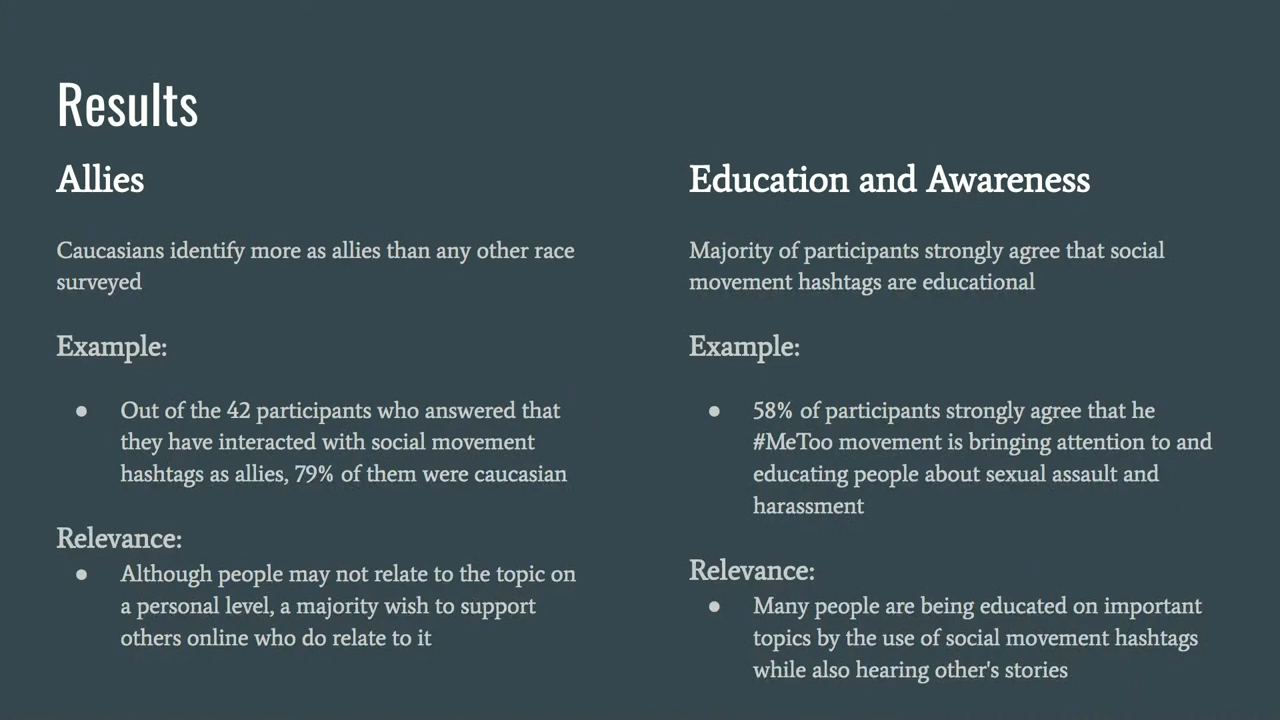 Results
Allies
Caucasians identify more as allies than any other race
surveyed
Example:
● Out of the 42 participants who answered that
they have interacted with social movement
hashtags as allies, 79% of them were caucasian
Relevance:
● Although people may not relate to the topic on
a personal level, a majority wish to support
others online who do relate to it
Education and Awareness
Majority of participants strongly agree that social
movement hashtags are educational
Example:
● 58% of participants strongly agree that he
#MeToo movement is bringing attention to and
educating people about sexual assault and
harassment
Relevance:
● Many people are being educated on important
topics by the use of social movement hashtags
while also hearing other's stories